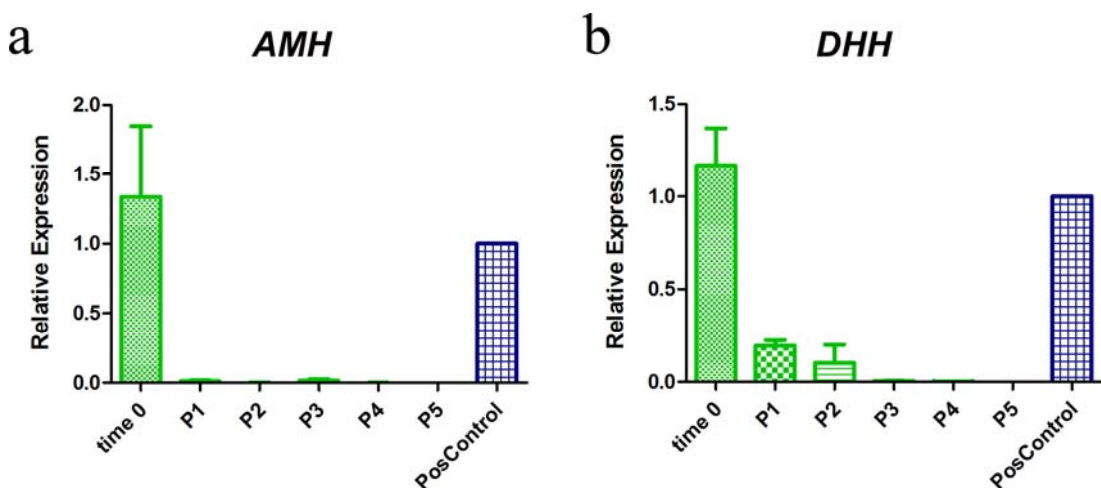 a
AMH
Relative Expression
2.0
1.5
1.0
0.5
0.0
time 0
P1
P2
P3
P4
P5
PosControl
b
DHH
Relative Expression
1.5
1.0
0.5
0.0
time 0
P1
P2
P3
P4
P5
PosControl